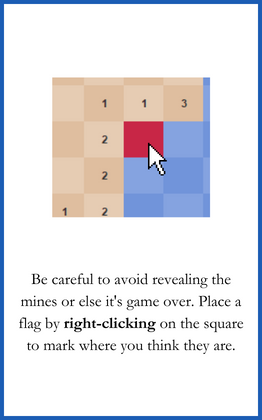 1 1 3
2
2
1 2
Be careful to avoid revealing the
mines or else it's game over. Place a
flag by right-clicking on the square
to mark where you think they are.